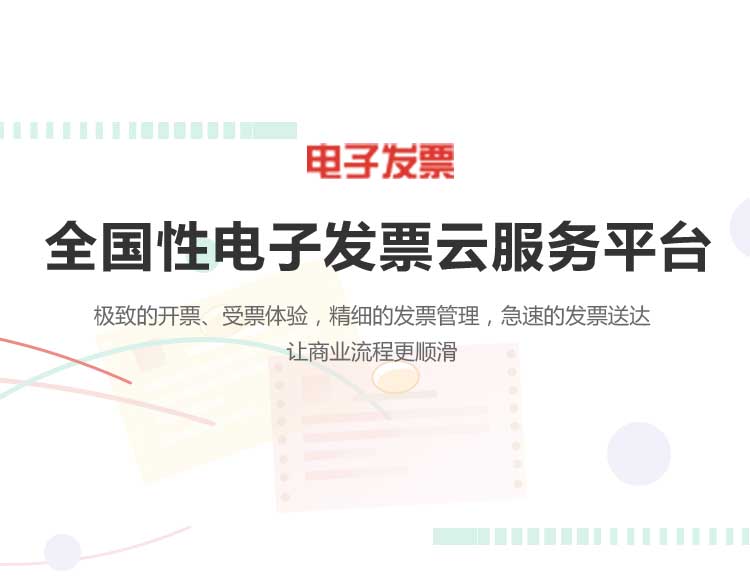 电子发票
全国性电子发票云服务平台
极致的开票、受票体验，精细的发票管理，急速的发票送达
让商业流程更顺滑